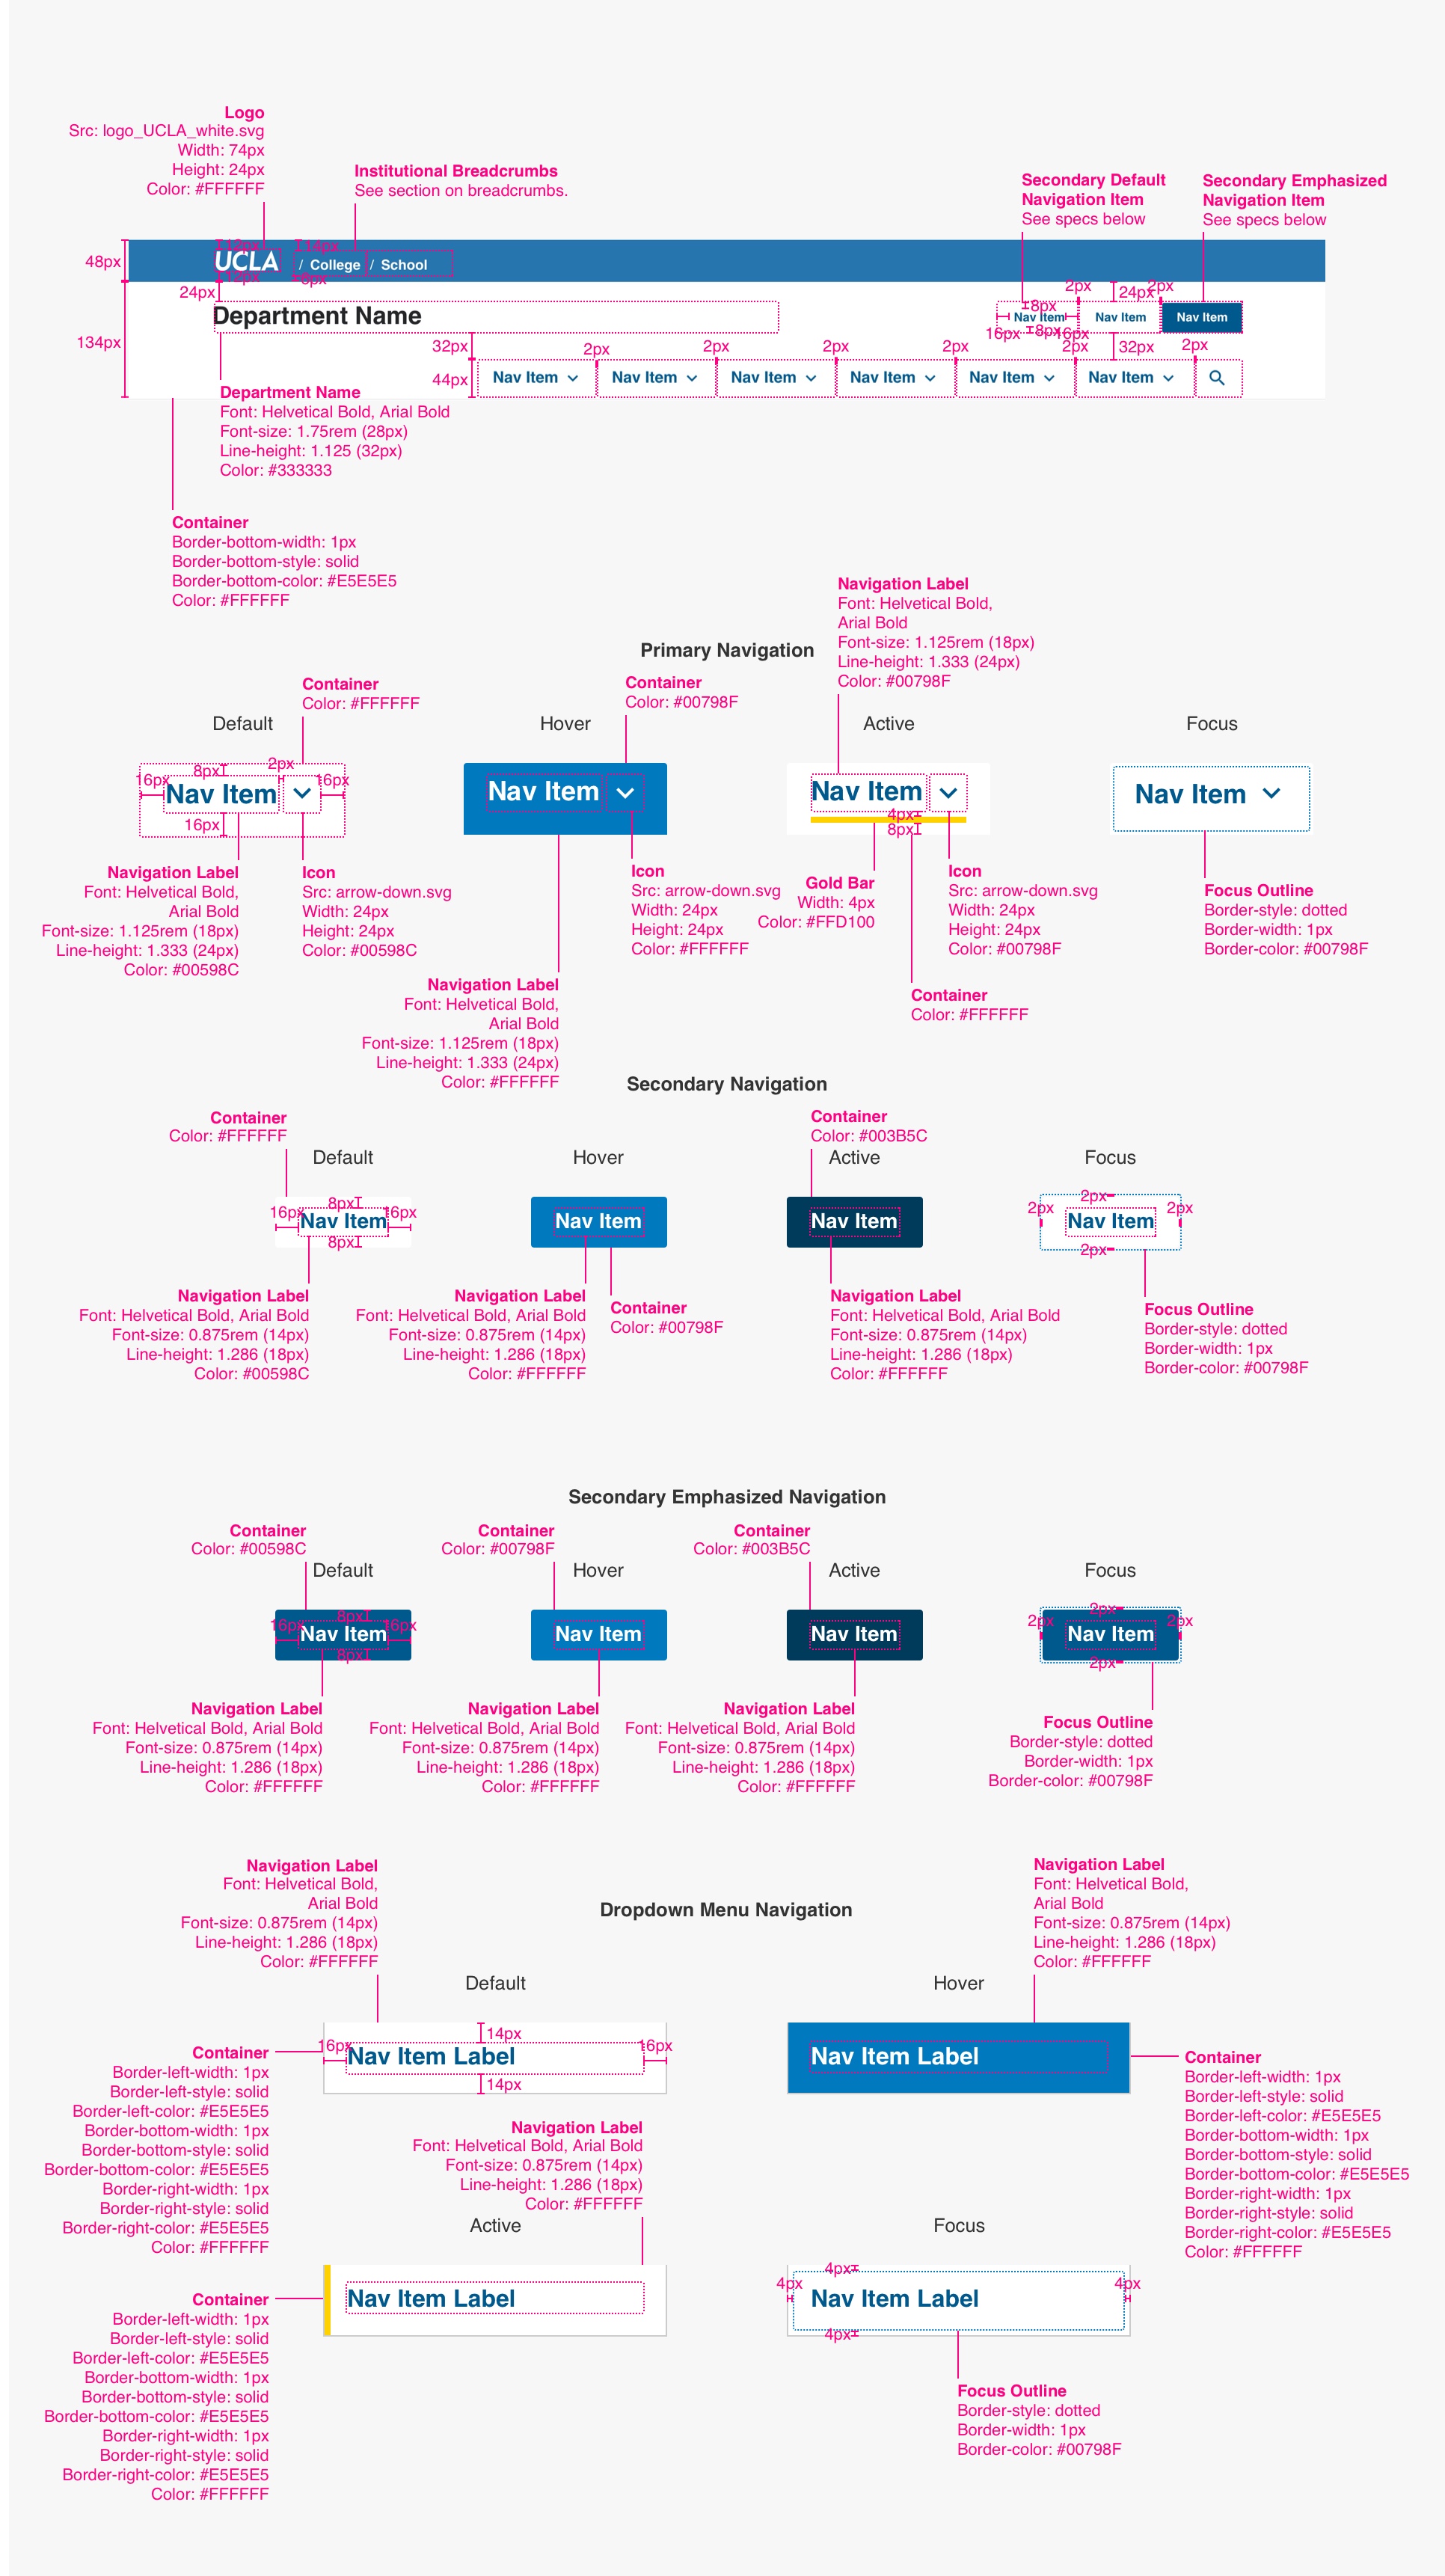 Logo
Src: logo_UCLA_white.svg
Width: 74px
Height: 24px
Color: #FFFFFF
Institutional Breadcrumbs
See section on breadcrumbs.
Secondary Default
Navigation Item
See specs below
Secondary Emphasized
Navigation Item
See specs below
48px
12px
14px
UCLA
/ College / School
12px
8px
24px
134px
Department Name
2px
24px
2px
8px
Nav Item
Nav Item
Nav Item
16px
8px
16px
32px
2px
2px
2px
2px
2px
32px
2px
44px
Nav Item
Nav Item
Nav Item
Nav Item
Nav Item
Nav Item
Department Name
Font: Helvetical Bold, Arial Bold
Font-size: 1.75rem (28px)
Line-height: 1.125 (32px)
Color: #333333
Container
Border-bottom-width: 1px
Border-bottom-style: solid
Border-bottom-color: #E5E5E5
Color: #FFFFFF
Primary Navigation
Navigation Label
Font: Helvetical Bold,
Arial Bold
Font-size: 1.125rem (18px)
Line-height: 1.333 (24px)
Color: #00798F
Container
Color: #FFFFFF
Container
Color: #00798F
Default
Hover
Active
Focus
8px
2px
16px
16px
Nav Item
16px
Nav Item
Nav Item
4px
8px
Nav Item
Navigation Label
Font: Helvetical Bold,
Arial Bold
Font-size: 1.125rem (18px)
Line-height: 1.333 (24px)
Color: #00598C
Icon
Src: arrow-down.svg
Width: 24px
Height: 24px
Color: #00598C
Icon
Src: arrow-down.svg
Width: 24px
Height: 24px
Color: #FFFFFF
Gold Bar
Width: 4px
Color: #FFD100
Icon
Src: arrow-down.svg
Width: 24px
Height: 24px
Color: #00798F
Focus Outline
Border-style: dotted
Border-width: 1px
Border-color: #00798F
Navigation Label
Font: Helvetical Bold,
Arial Bold
Font-size: 1.125rem (18px)
Line-height: 1.333 (24px)
Color: #FFFFFF
Container
Color: #FFFFFF
Secondary Navigation
Container
Color: #FFFFFF
Container
Color: #003B5C
Default
Hover
Active
Focus
8px
16px
16px
Nav Item
8px
Nav Item
Nav Item
2px
2px
2px
Nav Item
2px
Navigation Label
Font: Helvetical Bold, Arial Bold
Font-size: 0.875rem (14px)
Line-height: 1.286 (18px)
Color: #00598C
Navigation Label
Font: Helvetical Bold, Arial Bold
Font-size: 0.875rem (14px)
Line-height: 1.286 (18px)
Color: #FFFFFF
Container
Color: #00798F
Navigation Label
Font: Helvetical Bold, Arial Bold
Font-size: 0.875rem (14px)
Line-height: 1.286 (18px)
Color: #FFFFFF
Focus Outline
Border-style: dotted
Border-width: 1px
Border-color: #00798F
Secondary Emphasized Navigation
Container
Color: #00598C
Container
Color: #00798F
Container
Color: #003B5C
Default
Hover
Active
Focus
8px
16px
16px
Nav Item
8px
Nav Item
Nav Item
2px
2px
2px
Nav Item
2px
Navigation Label
Font: Helvetical Bold, Arial Bold
Font-size: 0.875rem (14px)
Line-height: 1.286 (18px)
Color: #FFFFFF
Navigation Label
Font: Helvetical Bold, Arial Bold
Font-size: 0.875rem (14px)
Line-height: 1.286 (18px)
Color: #FFFFFF
Navigation Label
Font: Helvetical Bold, Arial Bold
Font-size: 0.875rem (14px)
Line-height: 1.286 (18px)
Color: #FFFFFF
Focus Outline
Border-style: dotted
Border-width: 1px
Border-color: #00798F
Dropdown Menu Navigation
Navigation Label
Font: Helvetical Bold,
Arial Bold
Font-size: 0.875rem (14px)
Line-height: 1.286 (18px)
Color: #FFFFFF
Navigation Label
Font: Helvetical Bold,
Arial Bold
Font-size: 0.875rem (14px)
Line-height: 1.286 (18px)
Color: #FFFFFF
Default
Hover
14px
16px
16px
Nav Item Label
14px
Nav Item Label
Container
Border-left-width: 1px
Border-left-style: solid
Border-left-color: #E5E5E5
Border-bottom-width: 1px
Border-bottom-style: solid
Border-bottom-color: #E5E5E5
Border-right-width: 1px
Border-right-style: solid
Border-right-color: #E5E5E5
Color: #FFFFFF
Container
Border-left-width: 1px
Border-left-style: solid
Border-left-color: #E5E5E5
Border-bottom-width: 1px
Border-bottom-style: solid
Border-bottom-color: #E5E5E5
Border-right-width: 1px
Border-right-style: solid
Border-right-color: #E5E5E5
Color: #FFFFFF
Navigation Label
Font: Helvetical Bold, Arial Bold
Font-size: 0.875rem (14px)
Line-height: 1.286 (18px)
Color: #FFFFFF
Active
Focus
Nav Item Label
4px
4px
4px
Nav Item Label
4px
Container
Border-left-width: 1px
Border-left-style: solid
Border-left-color: #E5E5E5
Border-bottom-width: 1px
Border-bottom-style: solid
Border-bottom-color: #E5E5E5
Border-right-width: 1px
Border-right-style: solid
Border-right-color: #E5E5E5
Color: #FFFFFF
Focus Outline
Border-style: dotted
Border-width: 1px
Border-color: #00798F